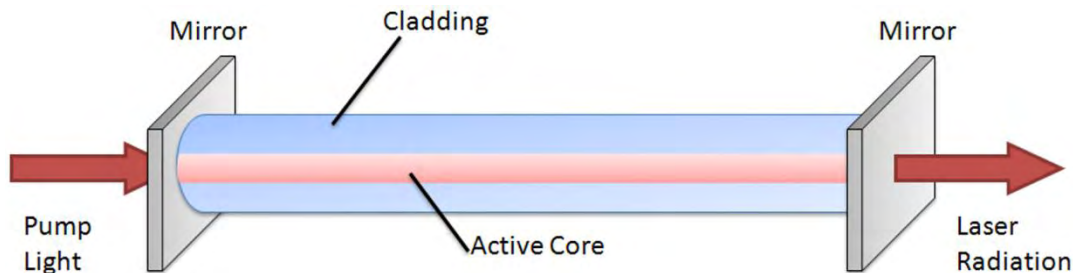 Cladding
Mirror
Mirror
Pump
Light
Active Core
Laser
Radiation